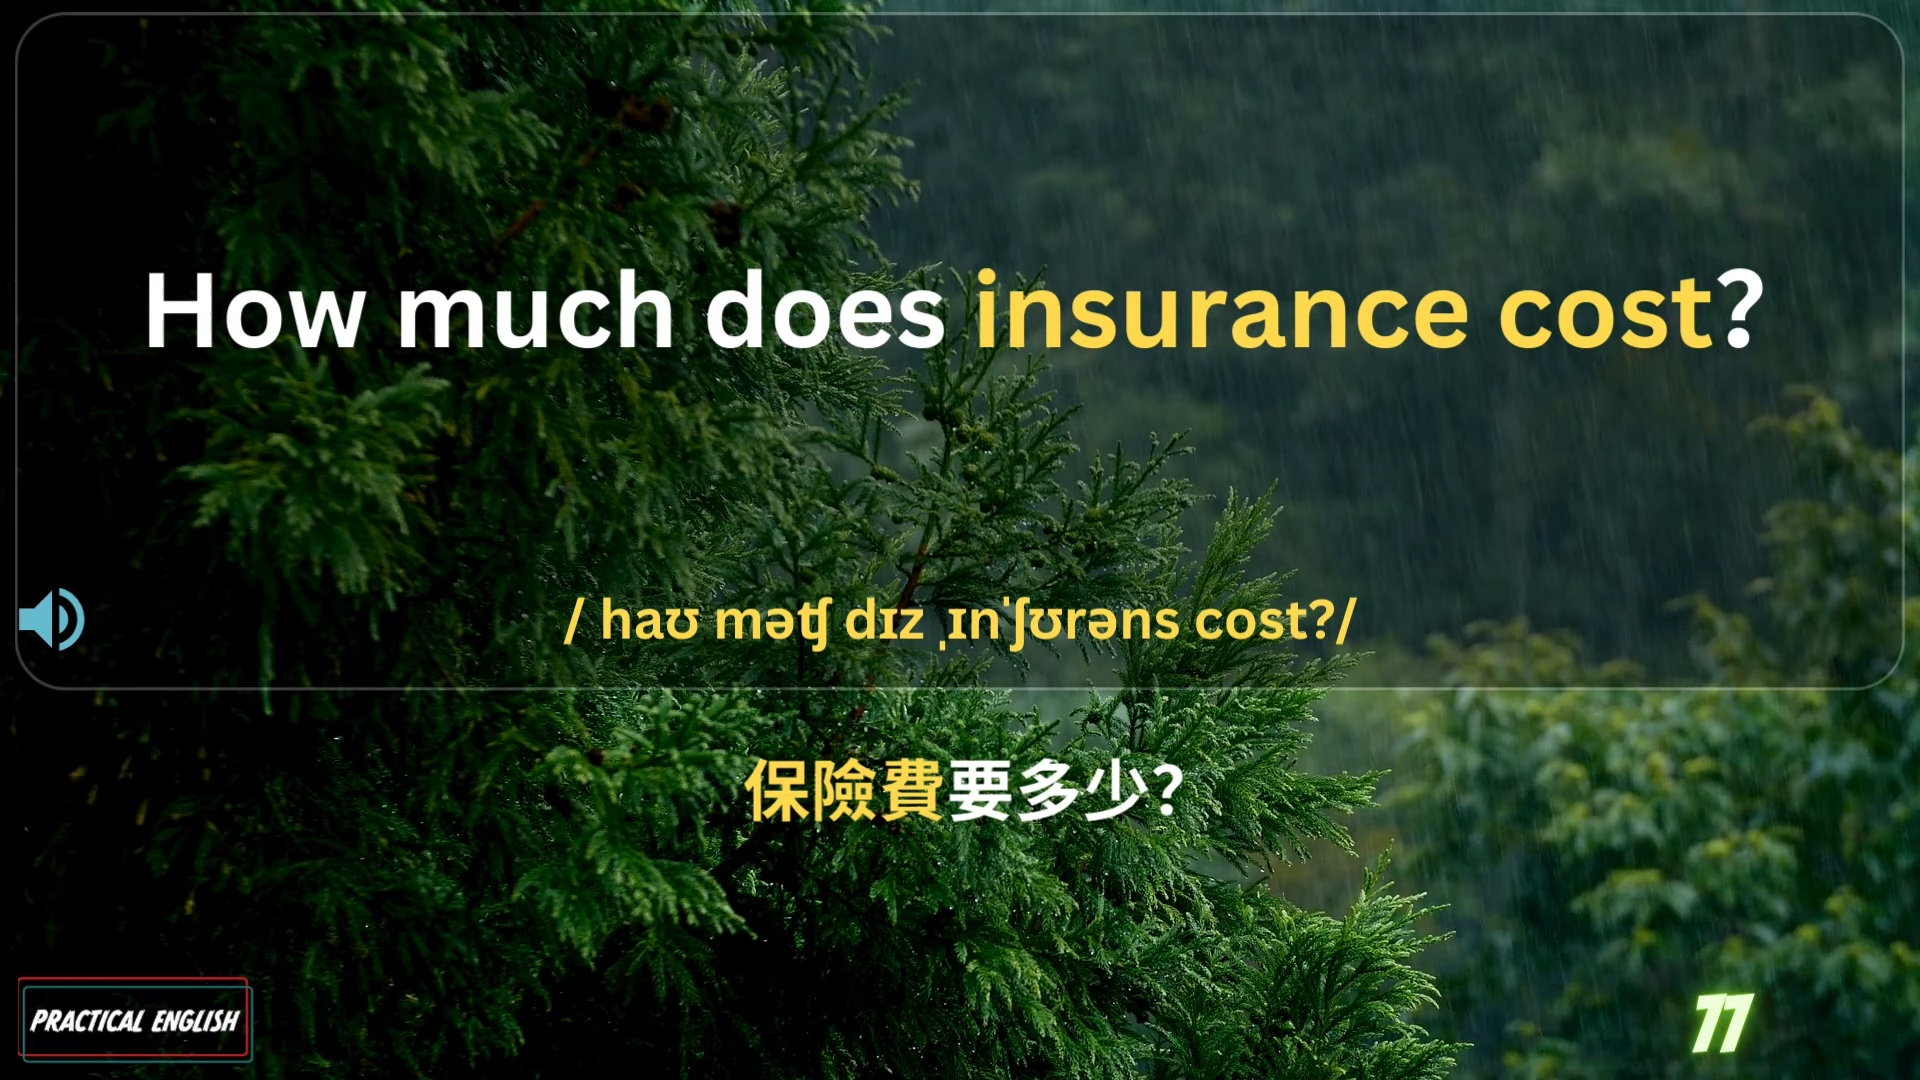 How much does insurance cost?
/ haʊ məʧ dɪz ˌɪnˈʃʊrəns cost?/
保險費要多少?
PRACTICAL ENGLISH
77